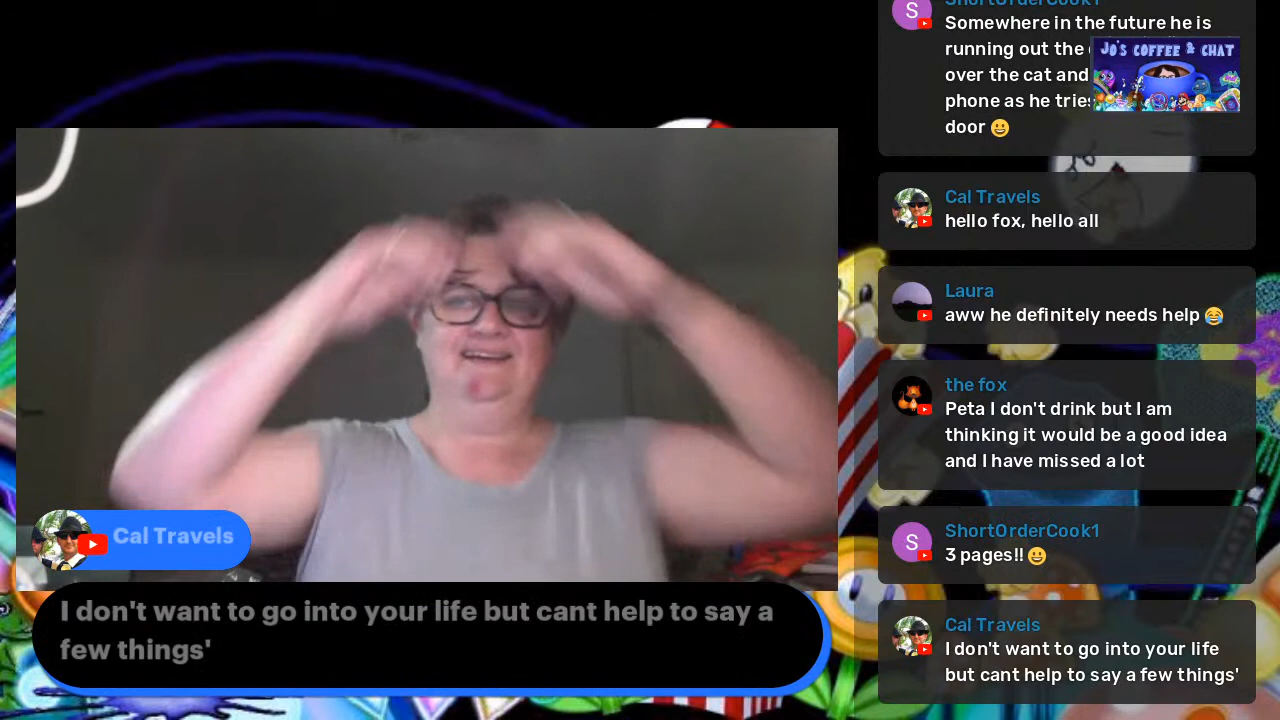 Cal Travels
I don't want to go into your life but cant help to say a
few things'
ShortOrderCook1
S
Somewhere in the future he is
running out the
over the cat and
phone as he tries
door 😀
JO'S COFFEE & CHAT
Cal Travels
hello fox, hello all
Laura
aww he definitely needs help 😂
the fox
Peta I don't drink but I am
thinking it would be a good idea
and I have missed a lot
S
ShortOrderCook1
3 pages!! 😀
Cal Travels
I don't want to go into your life
but cant help to say a few things'